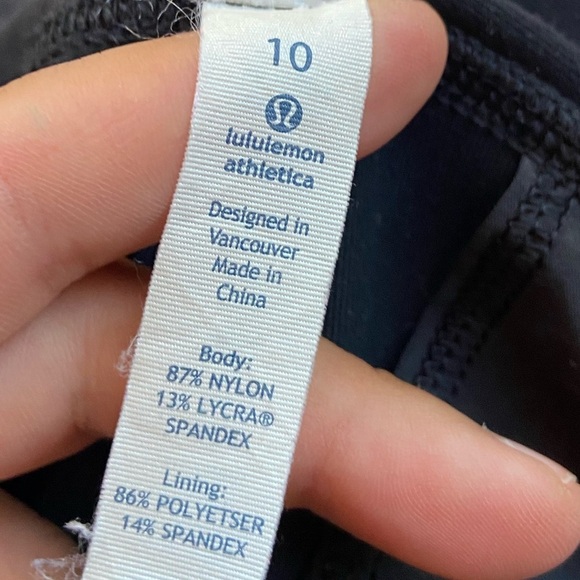 10
lululemon
athletica
Designed in
Vancouver
Made in
China
Body:
87% NYLON
13% LYCRA®
SPANDEX
Lining:
86% POLYETSER
14% SPANDEX